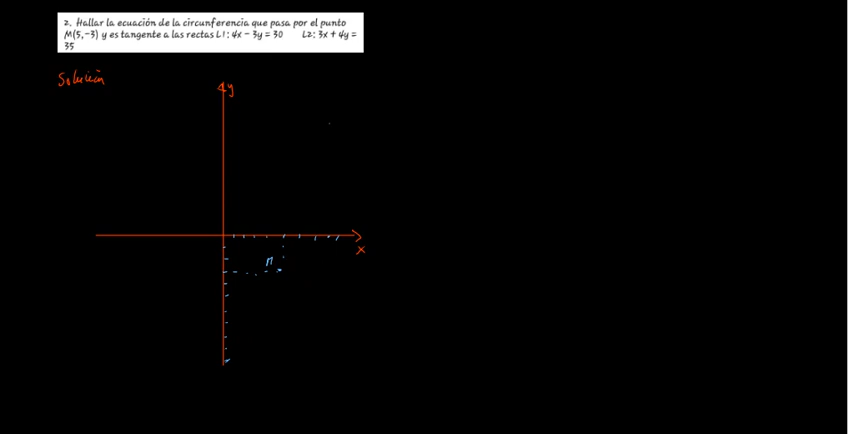 2. Hallar la ecuación de la circunferencia que pasa por el punto
M(5,-3) y es tangente a las rectas L1: 4x - 3y = 30 L2: 3x + 4y =
35
Solución
y
x
M